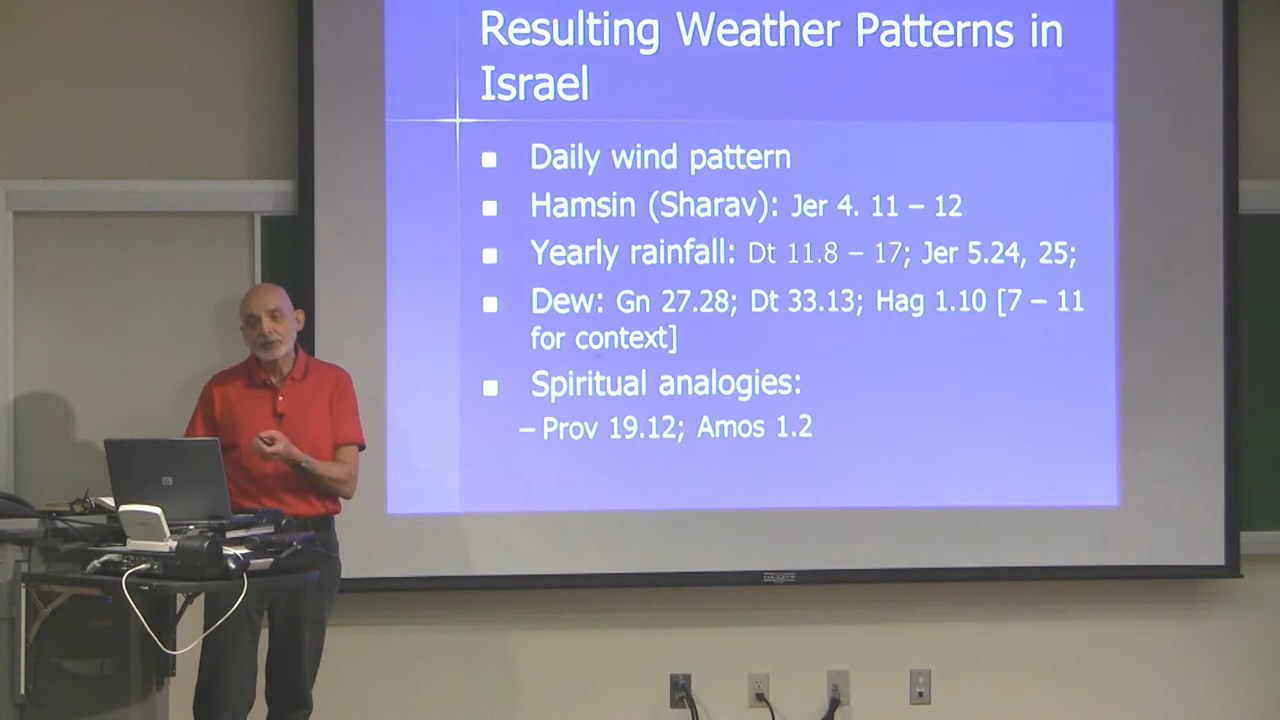 Resulting Weather Patterns in
Israel
Daily wind pattern
Hamsin (Sharav): Jer 4. 11 – 12
Yearly rainfall: Dt 11.8 – 17; Jer 5.24, 25;
Dew: Gn 27.28; Dt 33.13; Hag 1.10 [7 – 11
for context]
Spiritual analogies:
– Prov 19.12; Amos 1.2